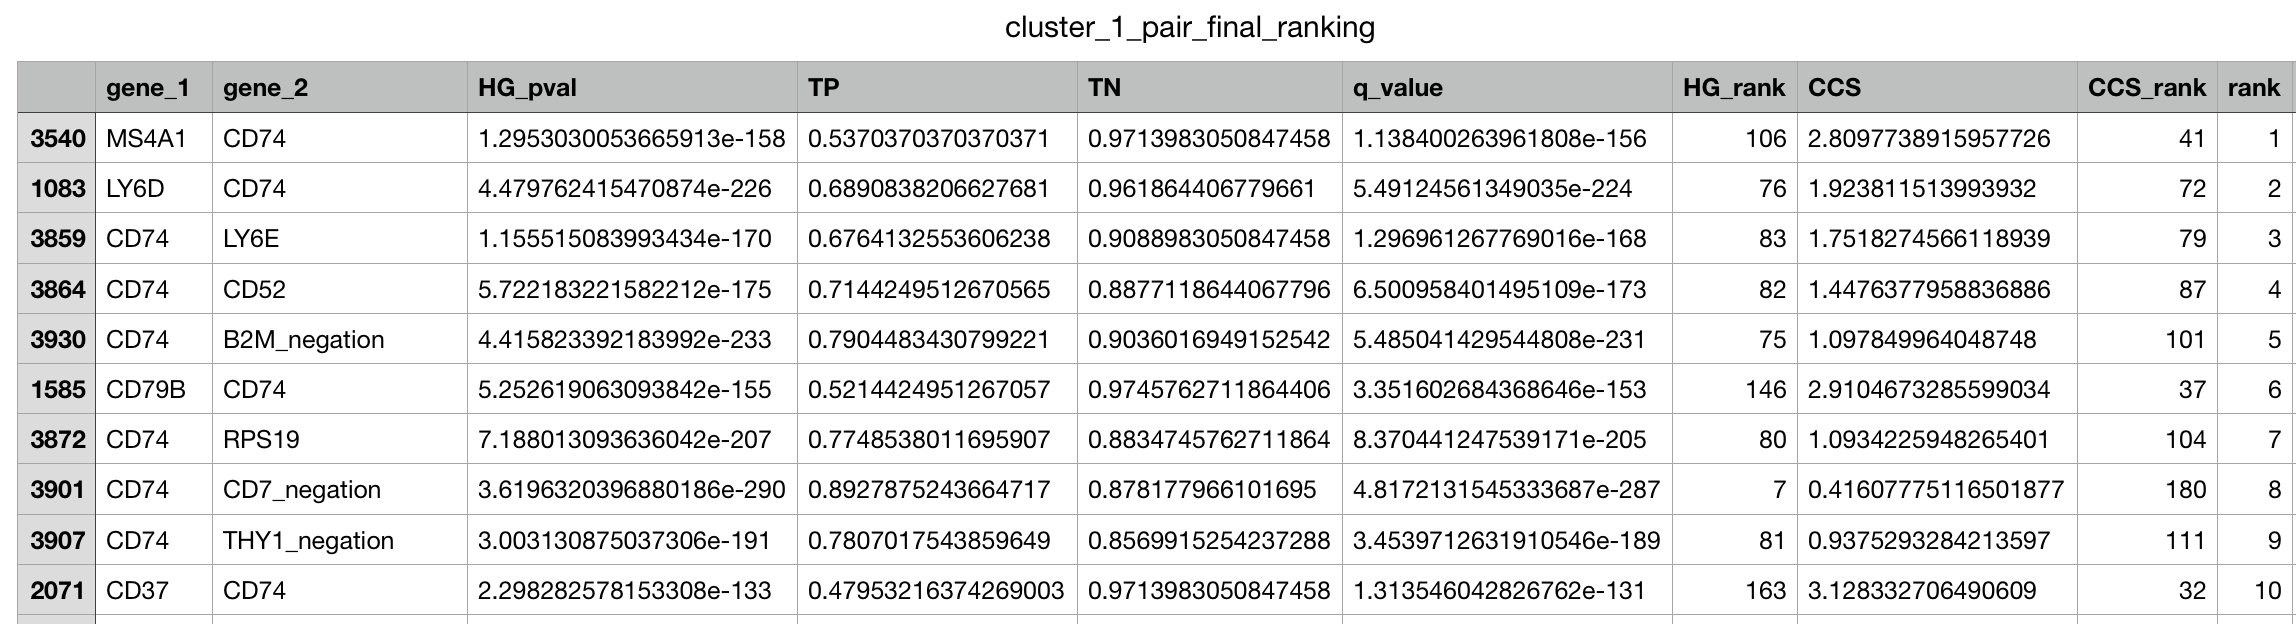 cluster_1_pair_final_ranking
gene_1 gene_2 HG_pval TP TN q_value HG_rank CCS CCS_rank rank
3540 MS4A1 CD74 1.2953030053665913e-158 0.5370370370370371 0.9713983050847458 1.138400263961808e-156 106 2.8097738915957726 41 1
1083 LY6D CD74 4.479762415470874e-226 0.6890838206627681 0.961864406779661 5.49124561349035e-224 76 1.923811513993932 72 2
3859 CD74 LY6E 1.155515083993434e-170 0.6764132553606238 0.9088983050847458 1.296961267769016e-168 83 1.7518274566118939 79 3
3864 CD74 CD52 5.722183221582212e-175 0.7144249512670565 0.8877118644067796 6.500958401495109e-173 82 1.4476377958836886 87 4
3930 CD74 B2M_negation 4.415823392183992e-233 0.7904483430799221 0.9036016949152542 5.485041429544808e-231 75 1.097849964048748 101 5
1585 CD79B CD74 5.252619063093842e-155 0.5214424951267057 0.9745762711864406 3.351602684368646e-153 146 2.9104673285599034 37 6
3872 CD74 RPS19 7.188013093636042e-207 0.7748538011695907 0.8834745762711864 8.370441247539171e-205 80 1.0934225948265401 104 7
3901 CD74 CD7_negation 3.6196320396880186e-290 0.8927875243664717 0.878177966101695 4.8172131545333687e-287 7 0.41607775116501877 180 8
3907 CD74 THY1_negation 3.003130875037306e-191 0.7807017543859649 0.8569915254237288 3.4539712631910546e-189 81 0.9375293284213597 111 9
2071 CD37 CD74 2.298282578153308e-133 0.47953216374269003 0.9713983050847458 1.313546042826762e-131 163 3.128332706490609 32 10